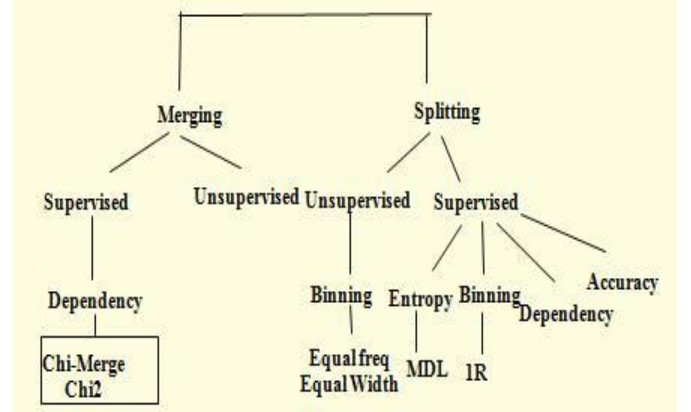 Merging
Splitting
Supervised
Unsupervised
Unsupervised
Supervised
Dependency
Binning
Entropy
Binning
Dependency
Accuracy
Chi-Merge
Chi2
Equal freq
Equal Width
MDL
1R